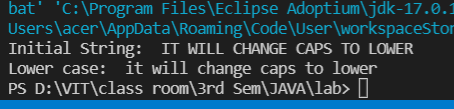 bat' 'C:\Program Files\Eclipse Adoptium\jdk-17.0.1
Users\acer\AppData\Roaming\Code\User\workspaceStor
Initial String:  IT WILL CHANGE CAPS TO LOWER
Lower case:  it will change caps to lower
PS D:\VIT\class room\3rd Sem\JAVA\lab>